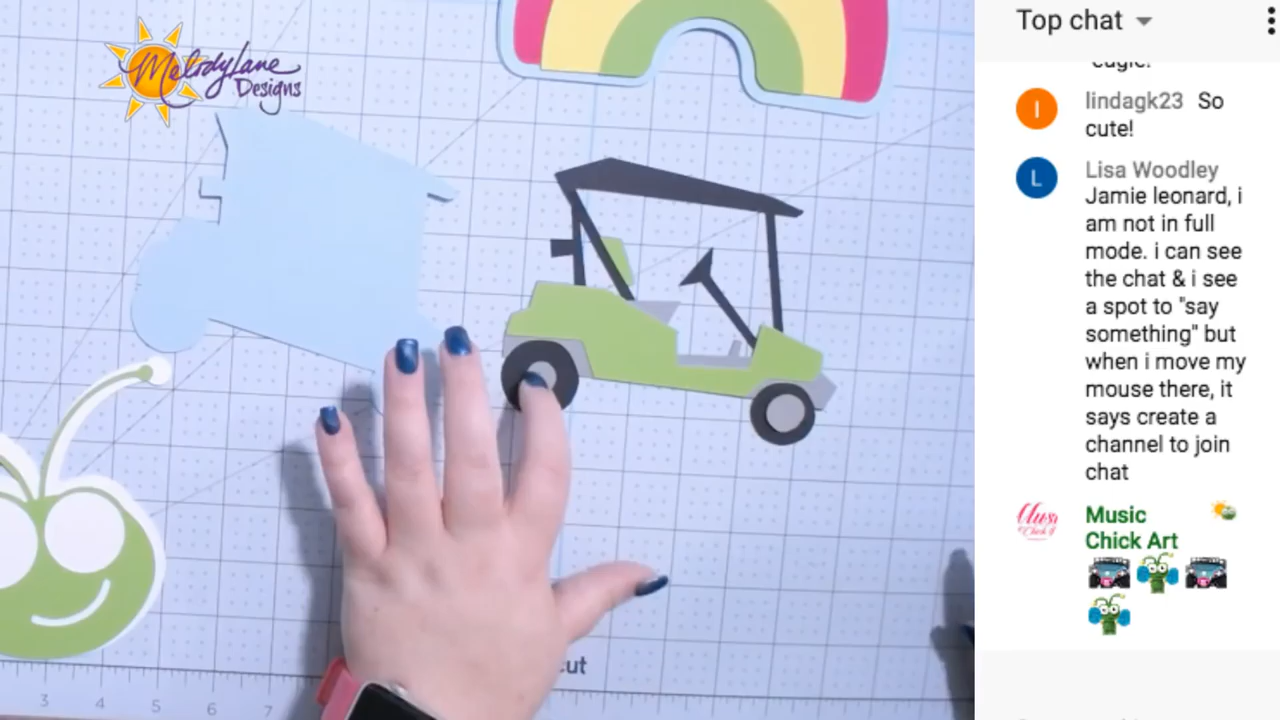 MelodyLane
Designs
Top chat
lindagk23 So
cute!
L
Lisa Woodley
Jamie leonard, i
am not in full
mode. i can see
the chat & i see
a spot to "say
something" but
when i move my
mouse there, it
says create a
channel to join
chat
Music
Chick Art
cut
3 4 5 6 7